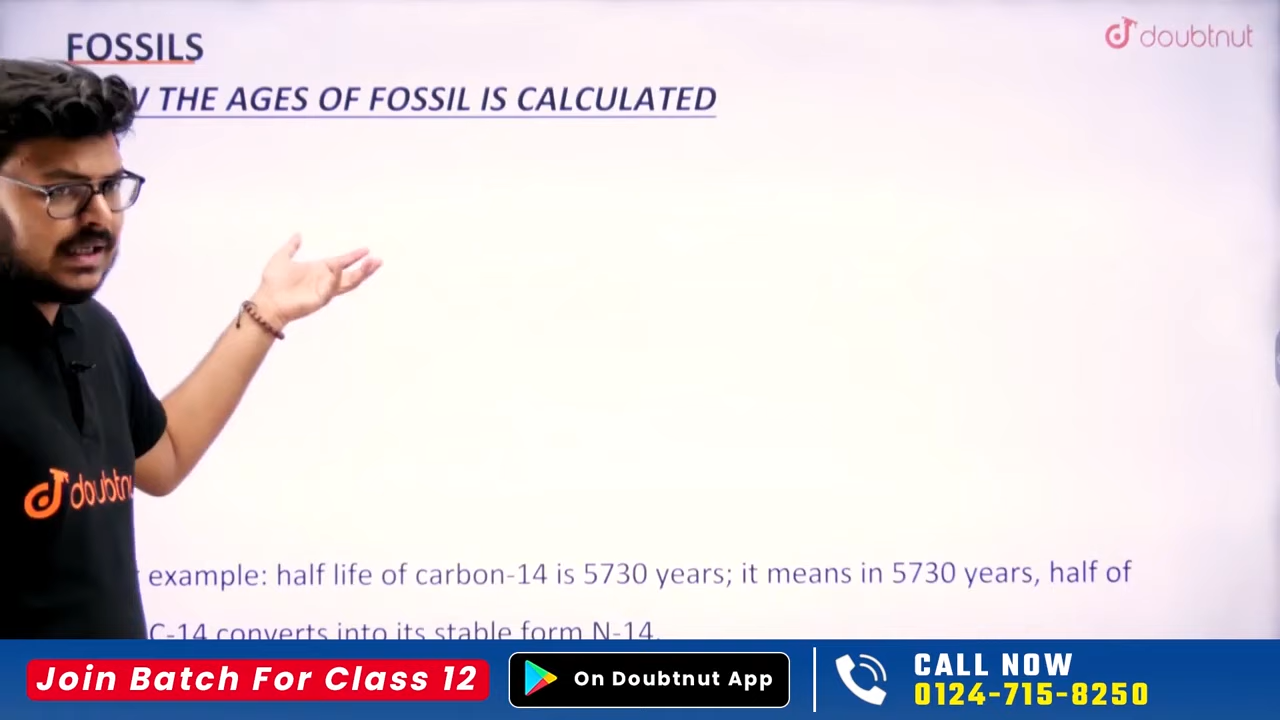 FOSSILS
doubtnut
THE AGES OF FOSSIL IS CALCULATED
doubtn
example: half life of carbon-14 is 5730 years; it means in 5730 years, half of
C-14 converts into its stable form N-14.
Join Batch For Class 12
On Doubtnut App
CALL NOW
0124-715-8250